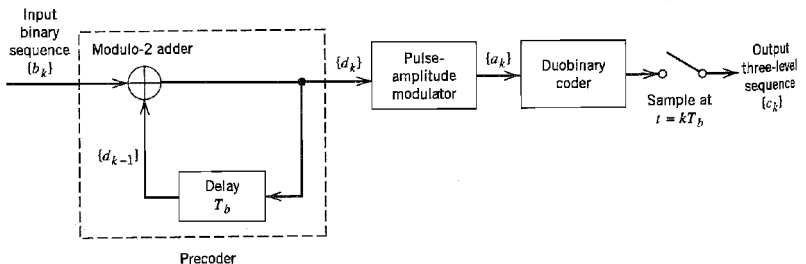 Input
binary
sequence
{b_k}
Modulo-2 adder
{d_k}
Pulse-
amplitude
modulator
{a_k}
Duobinary
coder
Output
three-level
sequence
{c_k}
Sample at
t = kT_b
{d_{k-1}}
Delay
T_b
Precoder